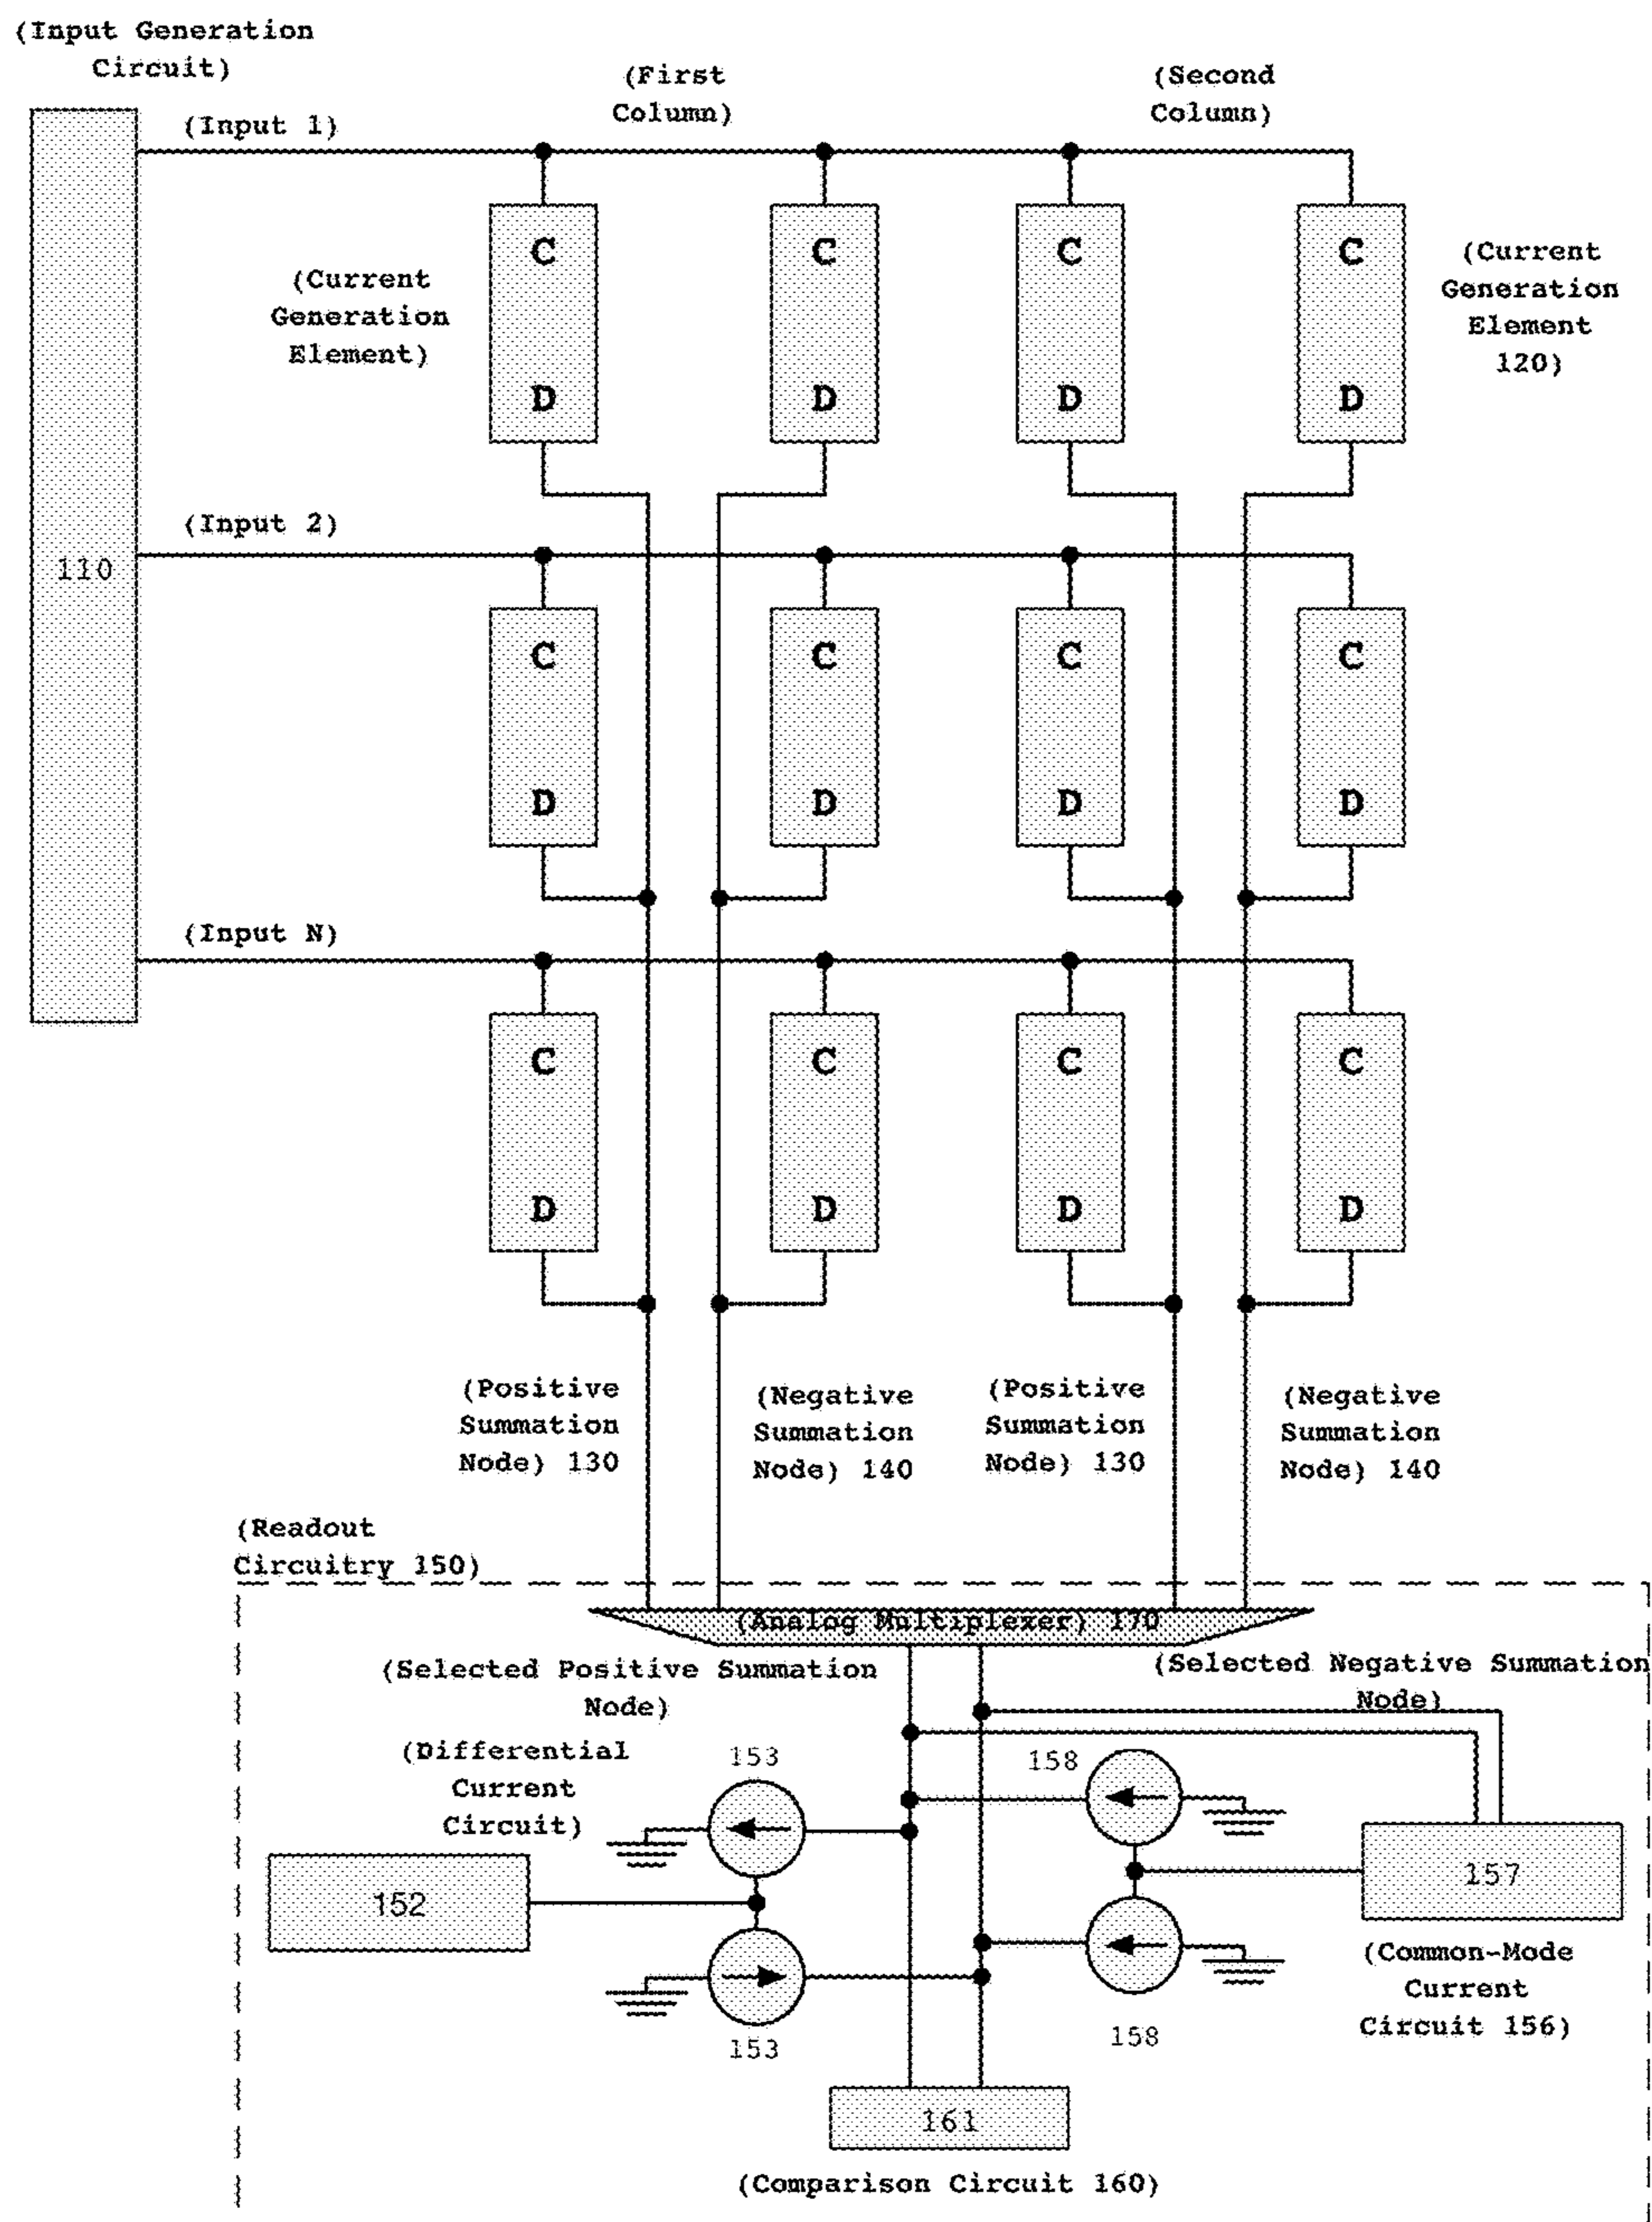 (Input Generation
Circuit)
(First
Column)
(Second
Column)
(Input 1)
C
C
C
C
(Current
Generation
Element)
(Current
Generation
Element
120)
D
D
D
D
(Input 2)
110
C
C
C
C
D
D
D
D
(Input N)
C
C
C
C
D
D
D
D
(Positive
Summation
Node) 130
(Negative
Summation
Node) 140
(Positive
Summation
Node) 130
(Negative
Summation
Node) 140
(Readout
Circuitry 150)
(Analog Multiplexer) 170
(Selected Positive Summation
Node)
(Selected Negative Summation
Node)
(Differential
Current
Circuit)
153
158
152
157
153
158
(Common-Mode
Current
Circuit 156)
161
(Comparison Circuit 160)